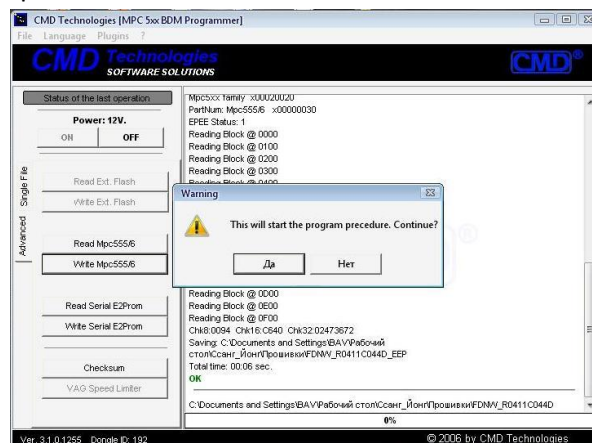 CMD Technologies [MPC 5xx BDM Programmer]
File Language Plugins ?
CMD Technologies
SOFTWARE SOLUTIONS
CMD®
Status of the last operation
Power: 12V.
ON OFF
Single File
Advanced
Read Ext. Flash
Write Ext. Flash
Read Mpc555/6
Write Mpc555/6
Read Serial E2Prom
Write Serial E2Prom
Checksum
VAG Speed Limiter
Mpc5xx family x00020020
PartNum: Mpc555/6 x00000030
EPEE Status: 1
Reading Block @ 0000
Reading Block @ 0100
Reading Block @ 0200
Reading Block @ 0300
Reading Block @ 0400
Warning
This will start the program precedure. Continue?
Да Нет
Reading Block @ 0D00
Reading Block @ 0E00
Reading Block @ 0F00
Chk8:0094 Chk16:C640 Chk32:02473672
Saving: C:\Documents and Settings\BAV\Рабочий
стол\Ссанг_Йонг\Прошивки\FDNW_R0411C044D_EEP
Total time: 00:06 sec.
OK
C:\Documents and Settings\BAV\Рабочий стол\Ссанг_Йонг\Прошивки\FDNW_R0411C044D
0%
Ver. 3.1.0.1255 Dongle ID: 192
© 2006 by CMD Technologies